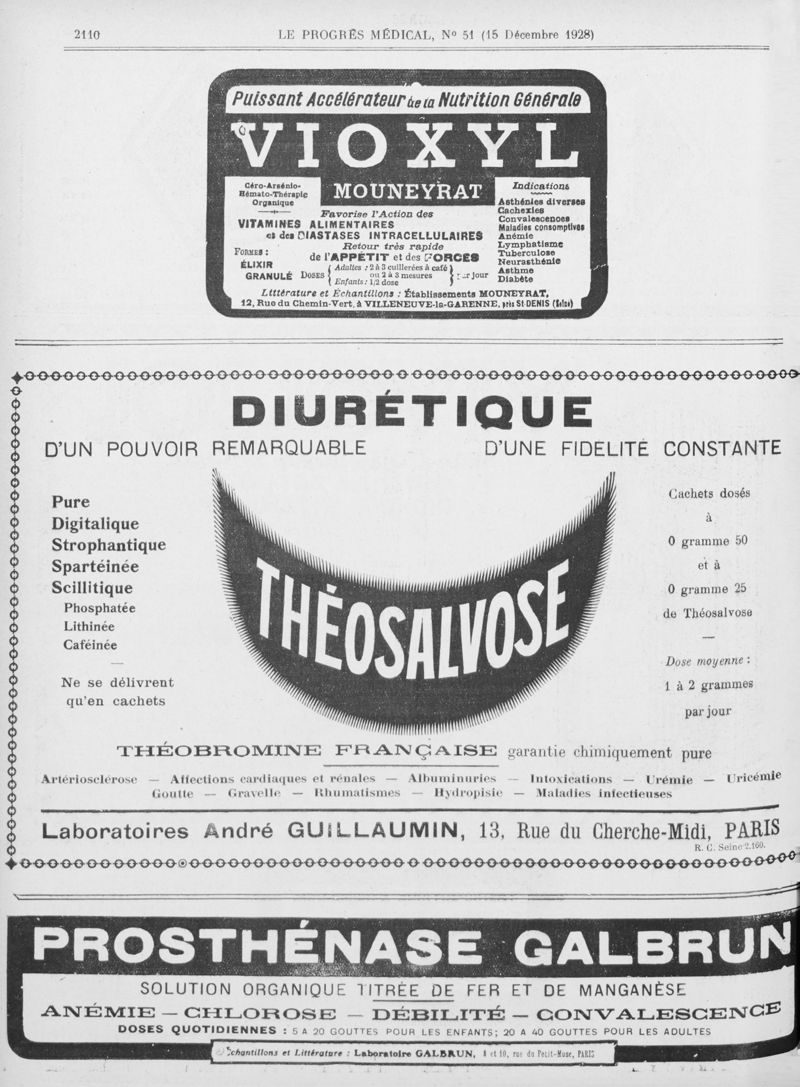 2110
LE PROGRÈS MÉDICAL, Nº 51 (15 Décembre 1928)
Puissant Accélérateur de la Nutrition Générale
VIOXYL
MOUNEYRAT
Céro-Arsénio-
Hémato-Thérapie
Organique
Favorise l'Action des
VITAMINES ALIMENTAIRES
et des DIASTASES INTRACELLULAIRES
Retour très rapide
de l'APPÉTIT et des FORCES
FORMES :
ÉLIXIR
GRANULÉ
DOSES
Adultes : 2 à 3 cuillerées à café
ou 2 à 3 mesures
Enfants : 1/2 dose
par jour
Indications
Asthénies diverses
Cachexies
Convalescences
Maladies consomptives
Anémie
Lymphatisme
Tuberculose
Neurasthénie
Asthme
Diabète
Littérature et Échantillons : Établissements MOUNEYRAT,
12, Rue du Chemin-Vert, à VILLENEUVE-la-GARENNE, près St-DENIS (Seine)
DIURÉTIQUE
D'UN POUVOIR REMARQUABLE
D'UNE FIDELITÉ CONSTANTE
Pure
Digitalique
Strophantique
Spartéinée
Scillitique
Phosphatée
Lithinée
Caféinée
Ne se délivrent
qu'en cachets
THÉOSALVOSE
Cachets dosés
à
0 gramme 50
et à
0 gramme 25
de Théosalvose
Dose moyenne :
1 à 2 grammes
par jour
THÉOBROMINE FRANÇAISE garantie chimiquement pure
Artériosclérose — Affections cardiaques et rénales — Albuminuries — Intoxications — Urémie — Uricémie
Goutte — Gravelle — Rhumatismes — Hydropisie — Maladies infectieuses
Laboratoires André GUILLAUMIN, 13, Rue du Cherche-Midi, PARIS
R. C. Seine 2.160.
PROSTHÉNASE GALBRUN
SOLUTION ORGANIQUE TITRÉE DE FER ET DE MANGANÈSE
ANÉMIE — CHLOROSE — DÉBILITÉ — CONVALESCENCE
DOSES QUOTIDIENNES : 5 A 20 GOUTTES POUR LES ENFANTS; 20 A 40 GOUTTES POUR LES ADULTES
Échantillons et Littérature : Laboratoire GALBRUN, 8 et 10, rue du Petit-Musc, PARIS